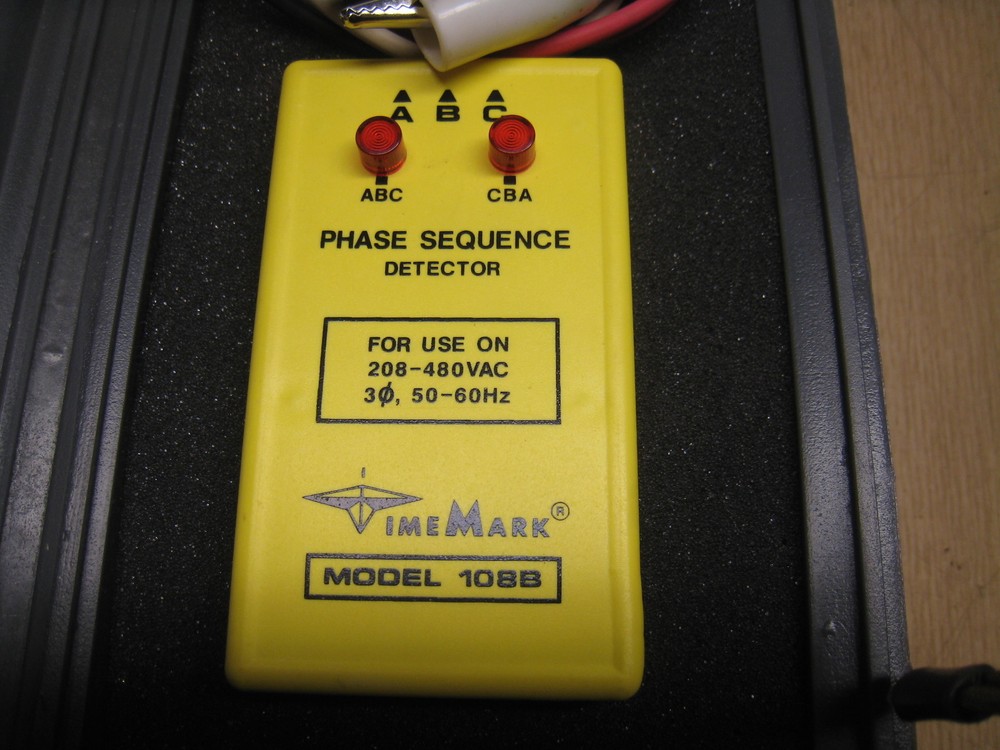 A B C
ABC CBA
PHASE SEQUENCE
DETECTOR
FOR USE ON
208-480VAC
3ϕ, 50-60Hz
TIMEMARK®
MODEL 108B